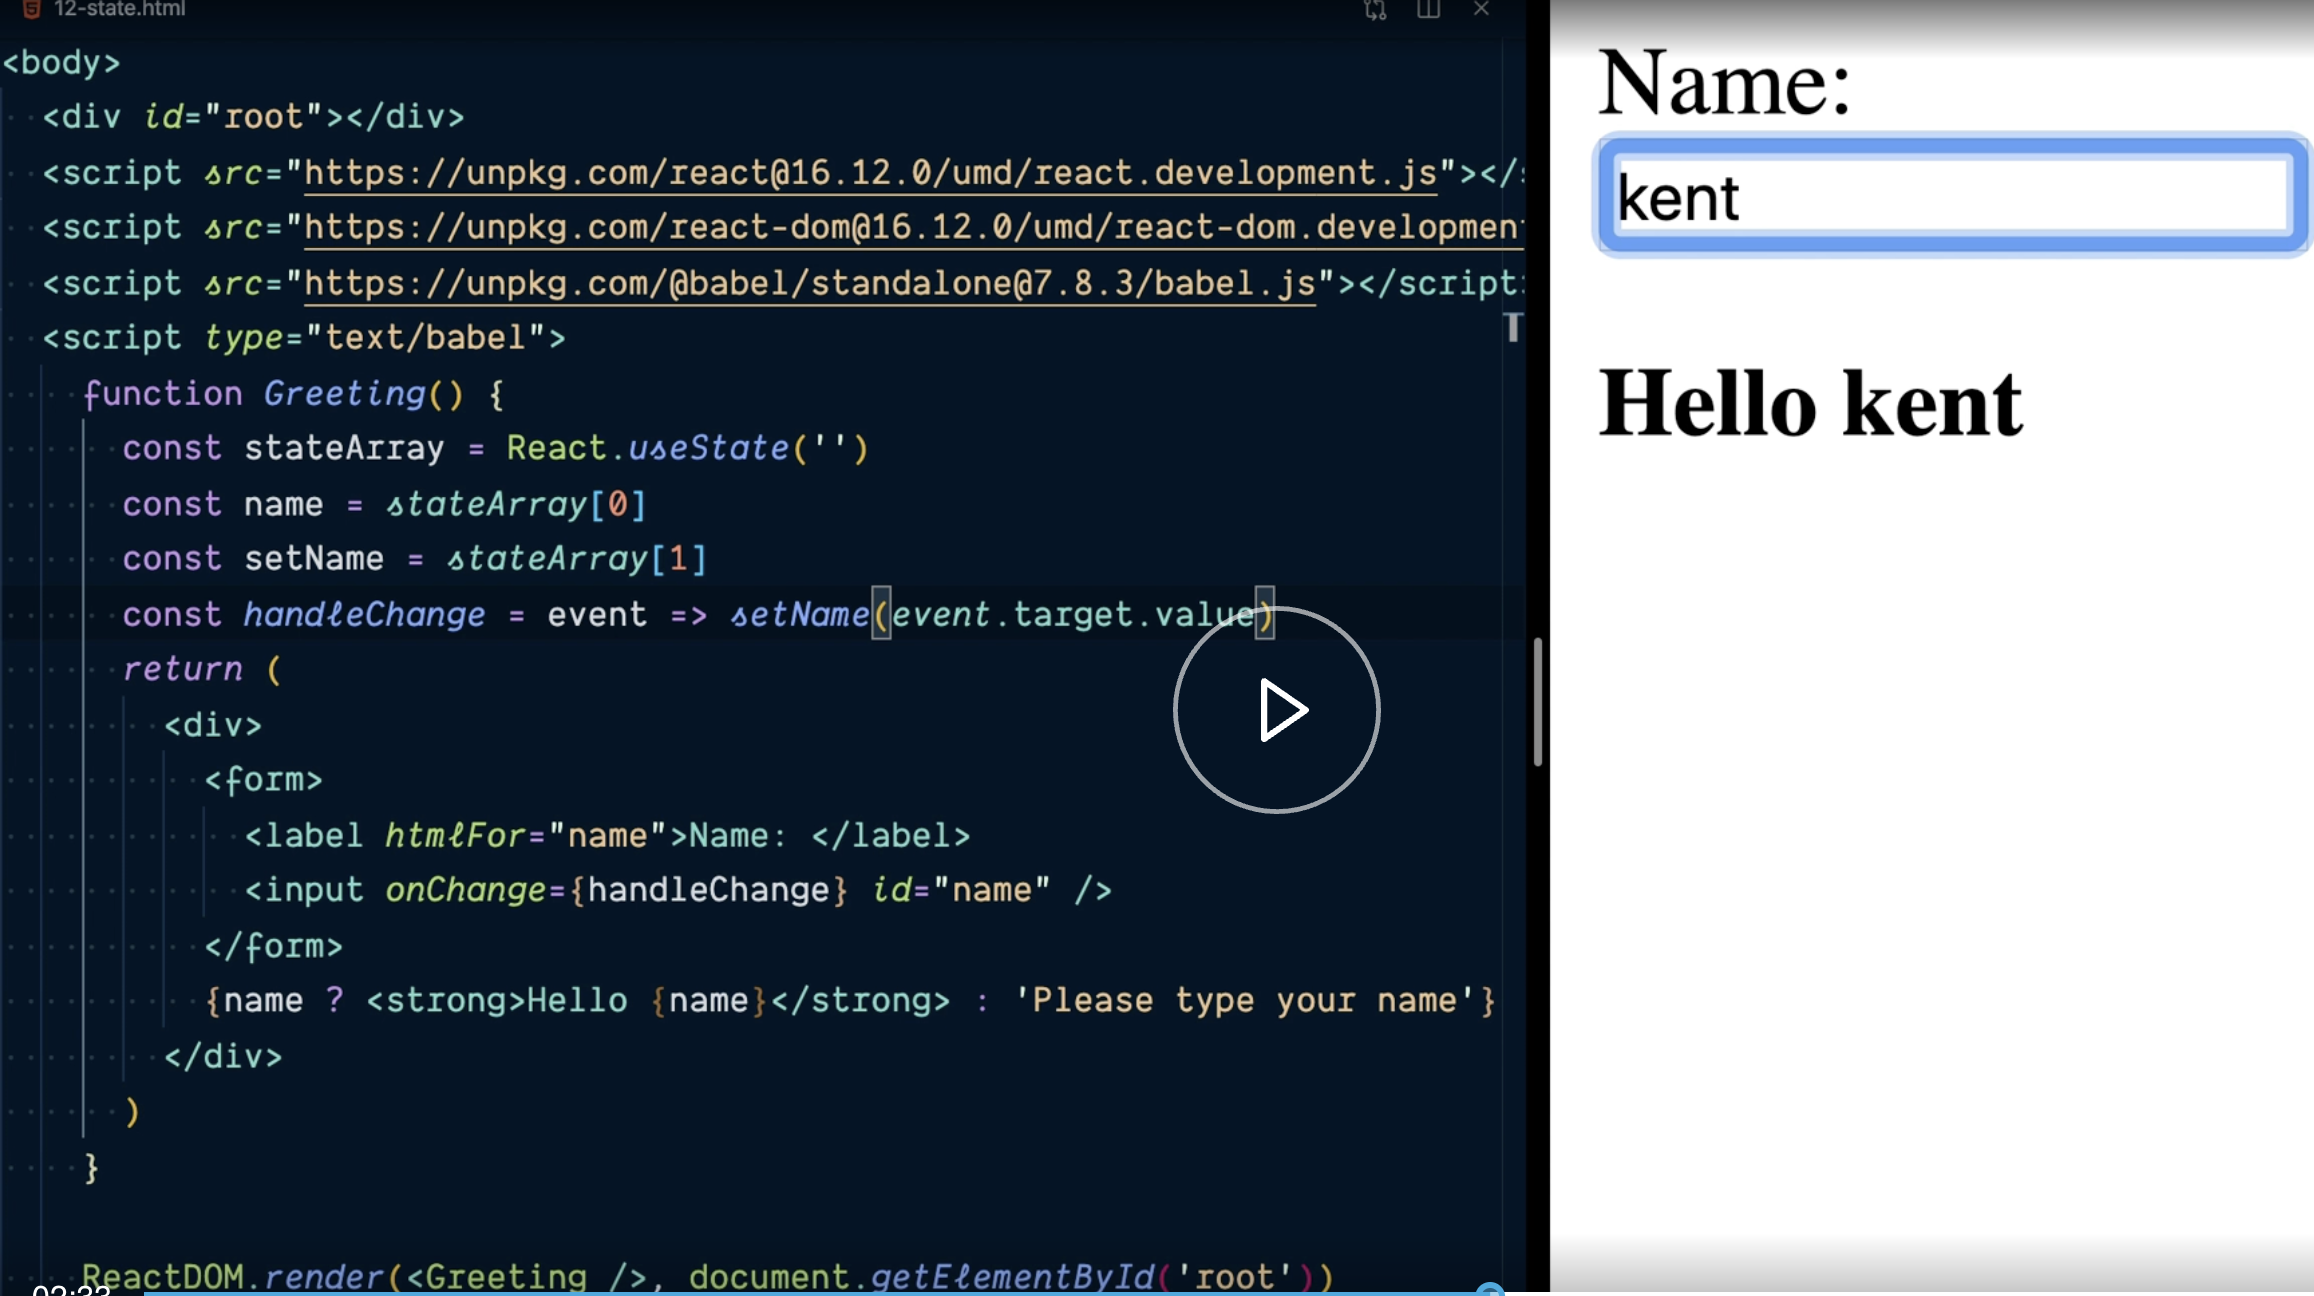 12-state.html
<body>
<div id="root"></div>
<script src="https://unpkg.com/react@16.12.0/umd/react.development.js"></
<script src="https://unpkg.com/react-dom@16.12.0/umd/react-dom.developmen
<script src="https://unpkg.com/@babel/standalone@7.8.3/babel.js"></script>
<script type="text/babel">
function Greeting() {
const stateArray = React.useState('')
const name = stateArray[0]
const setName = stateArray[1]
const handleChange = event => setName(event.target.value)
return (
<div>
<form>
<label htmlFor="name">Name: </label>
<input onChange={handleChange} id="name" />
</form>
{name ? <strong>Hello {name}</strong> : 'Please type your name'}
</div>
)
}
ReactDOM.render(<Greeting />, document.getElementById('root'))
02:33
Name:
kent
Hello kent